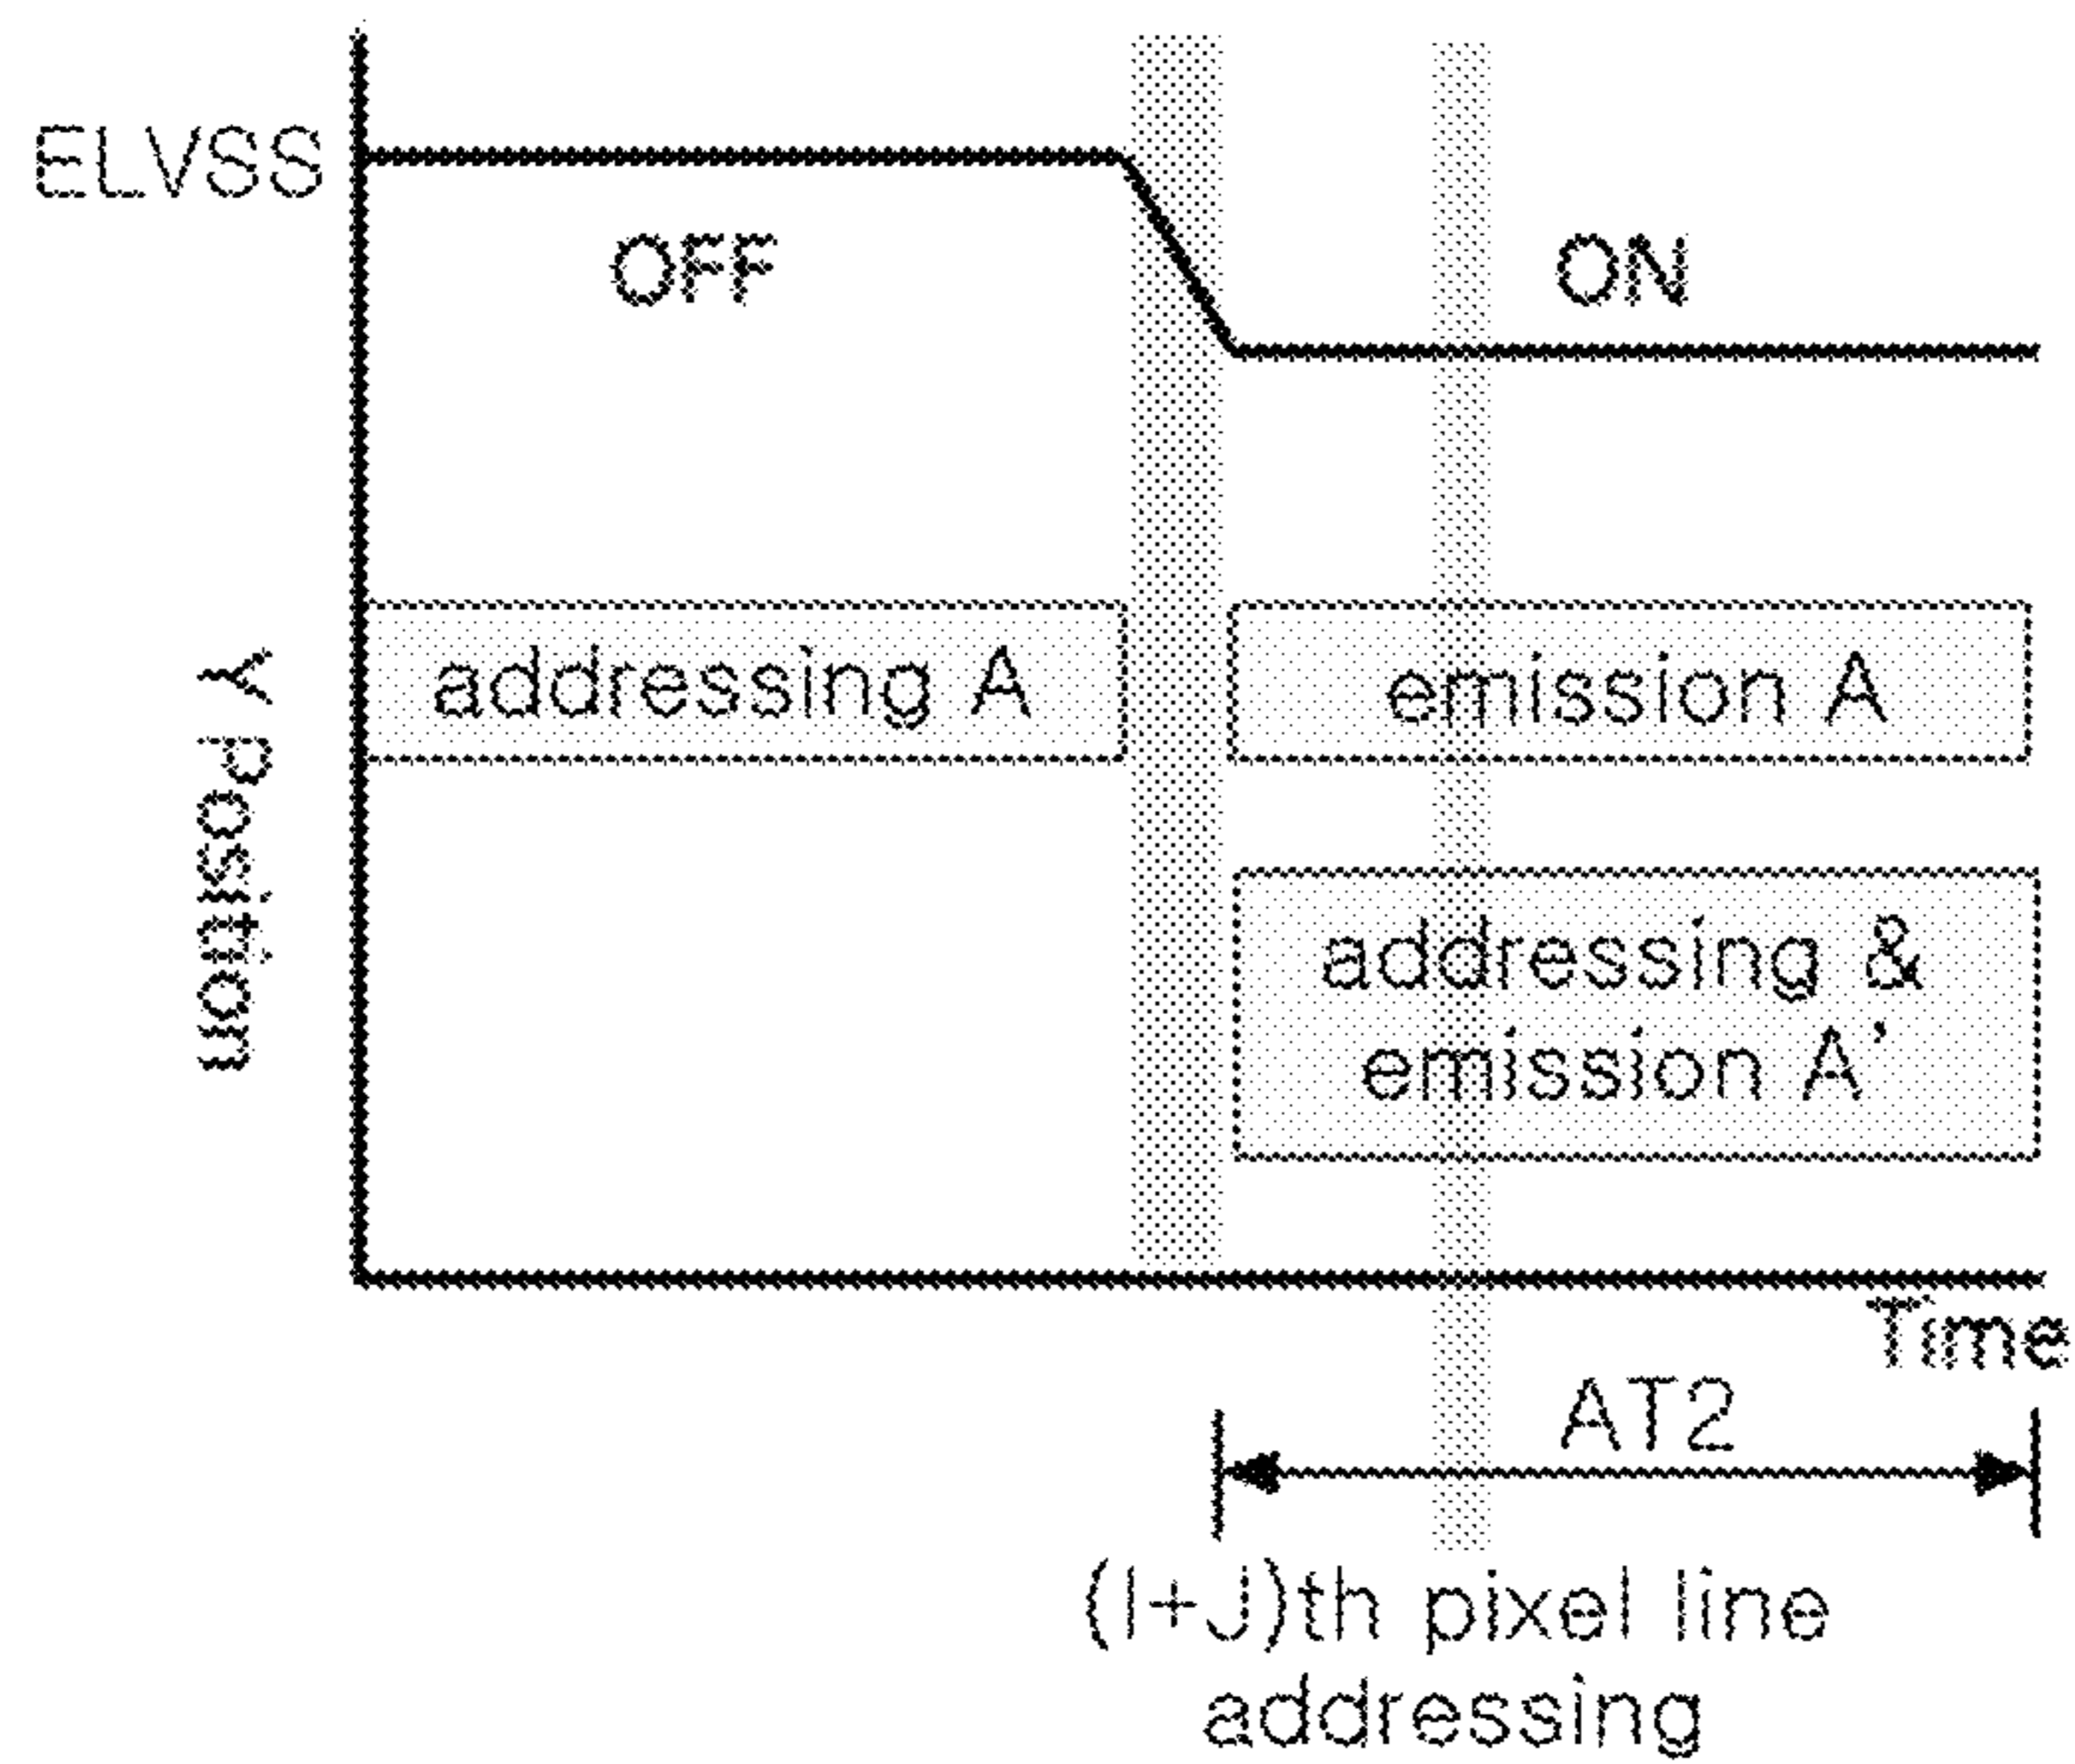 ELVSS
OFF
ON
Y Position
addressing A
emission A
addressing &
emission A'
Time
AT2
(I+J)th pixel line
addressing